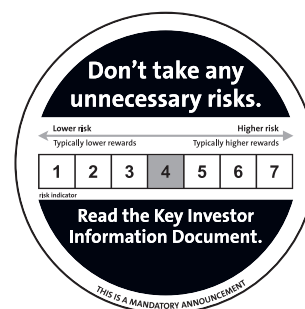 Don't take any
unnecessary risks.
Lower risk Higher risk
Typically lower rewards Typically higher rewards
1 2 3 4 5 6 7
risk indicator
Read the Key Investor
Information Document.
THIS IS A MANDATORY ANNOUNCEMENT